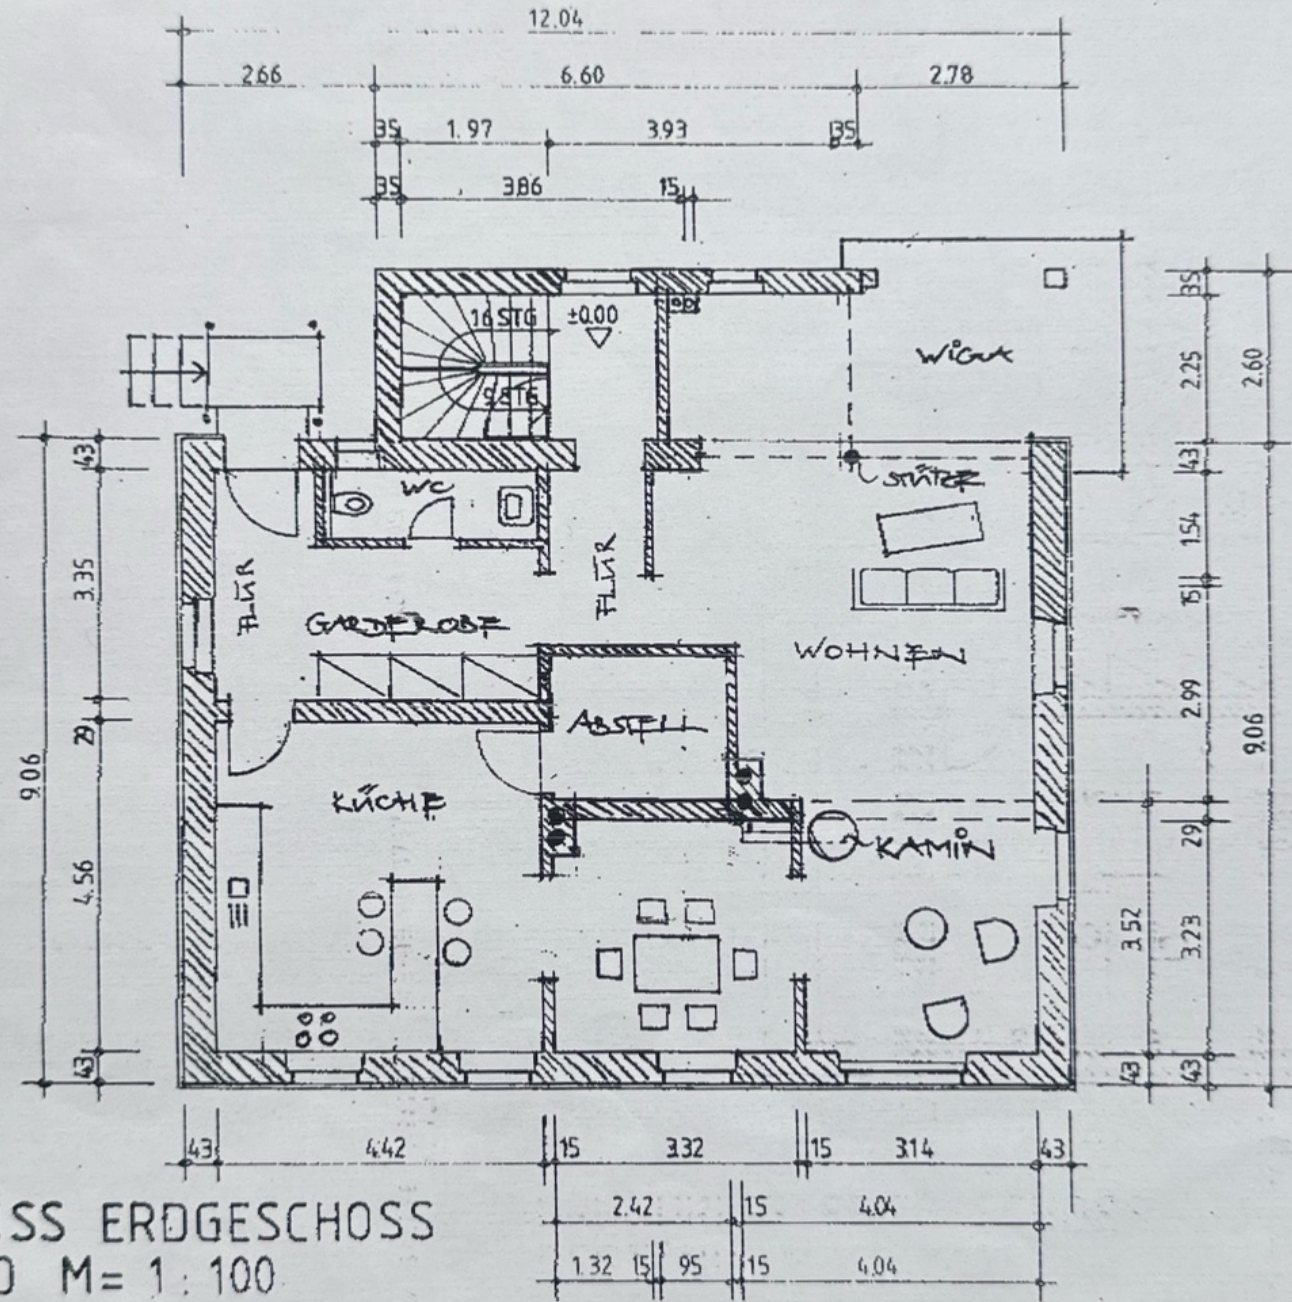 12.04
2.66 6.60 2.78
35 1.97 3.93 35
35 3.86 15
16 STG ±0.00
9 STG
WiGa
WC
STÜTZE
FLUR
FLUR
GARDEROBE
WOHNEN
ABSTELL
KÜCHE
KAMIN
9.06
43
3.35
29
4.56
43
35
2.25
43
1.54
15
2.99
29
3.23
43
3.52
43
2.60
9.06
43 4.42 15 3.32 15 3.14 43
2.42 15 4.04
1.32 15 95 15 4.04
SS ERDGESCHOSS
M= 1:100